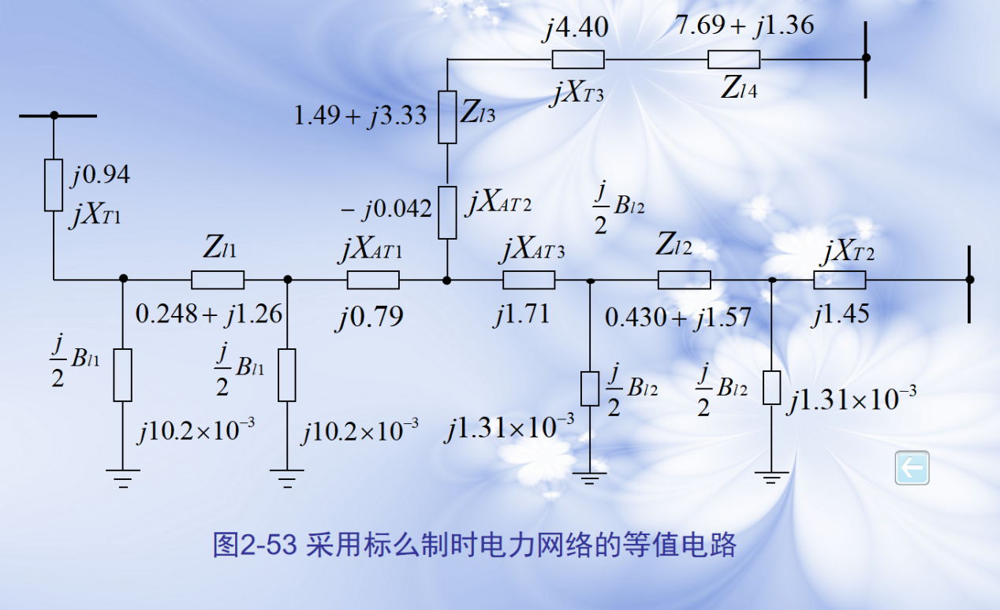 j4.40
7.69 + j1.36
jXT3
Zl4
1.49 + j3.33
Zl3
j0.94
jXT1
− j0.042
jXAT2
j/2 Bl2
Zl1
jXAT1
jXAT3
Zl2
jXT2
0.248 + j1.26
j0.79
j1.71
0.430 + j1.57
j1.45
j/2 Bl1
j/2 Bl1
j/2 Bl2
j/2 Bl2
j1.31×10⁻³
j10.2×10⁻³
j10.2×10⁻³
j1.31×10⁻³
图2-53 采用标么制时电力网络的等值电路